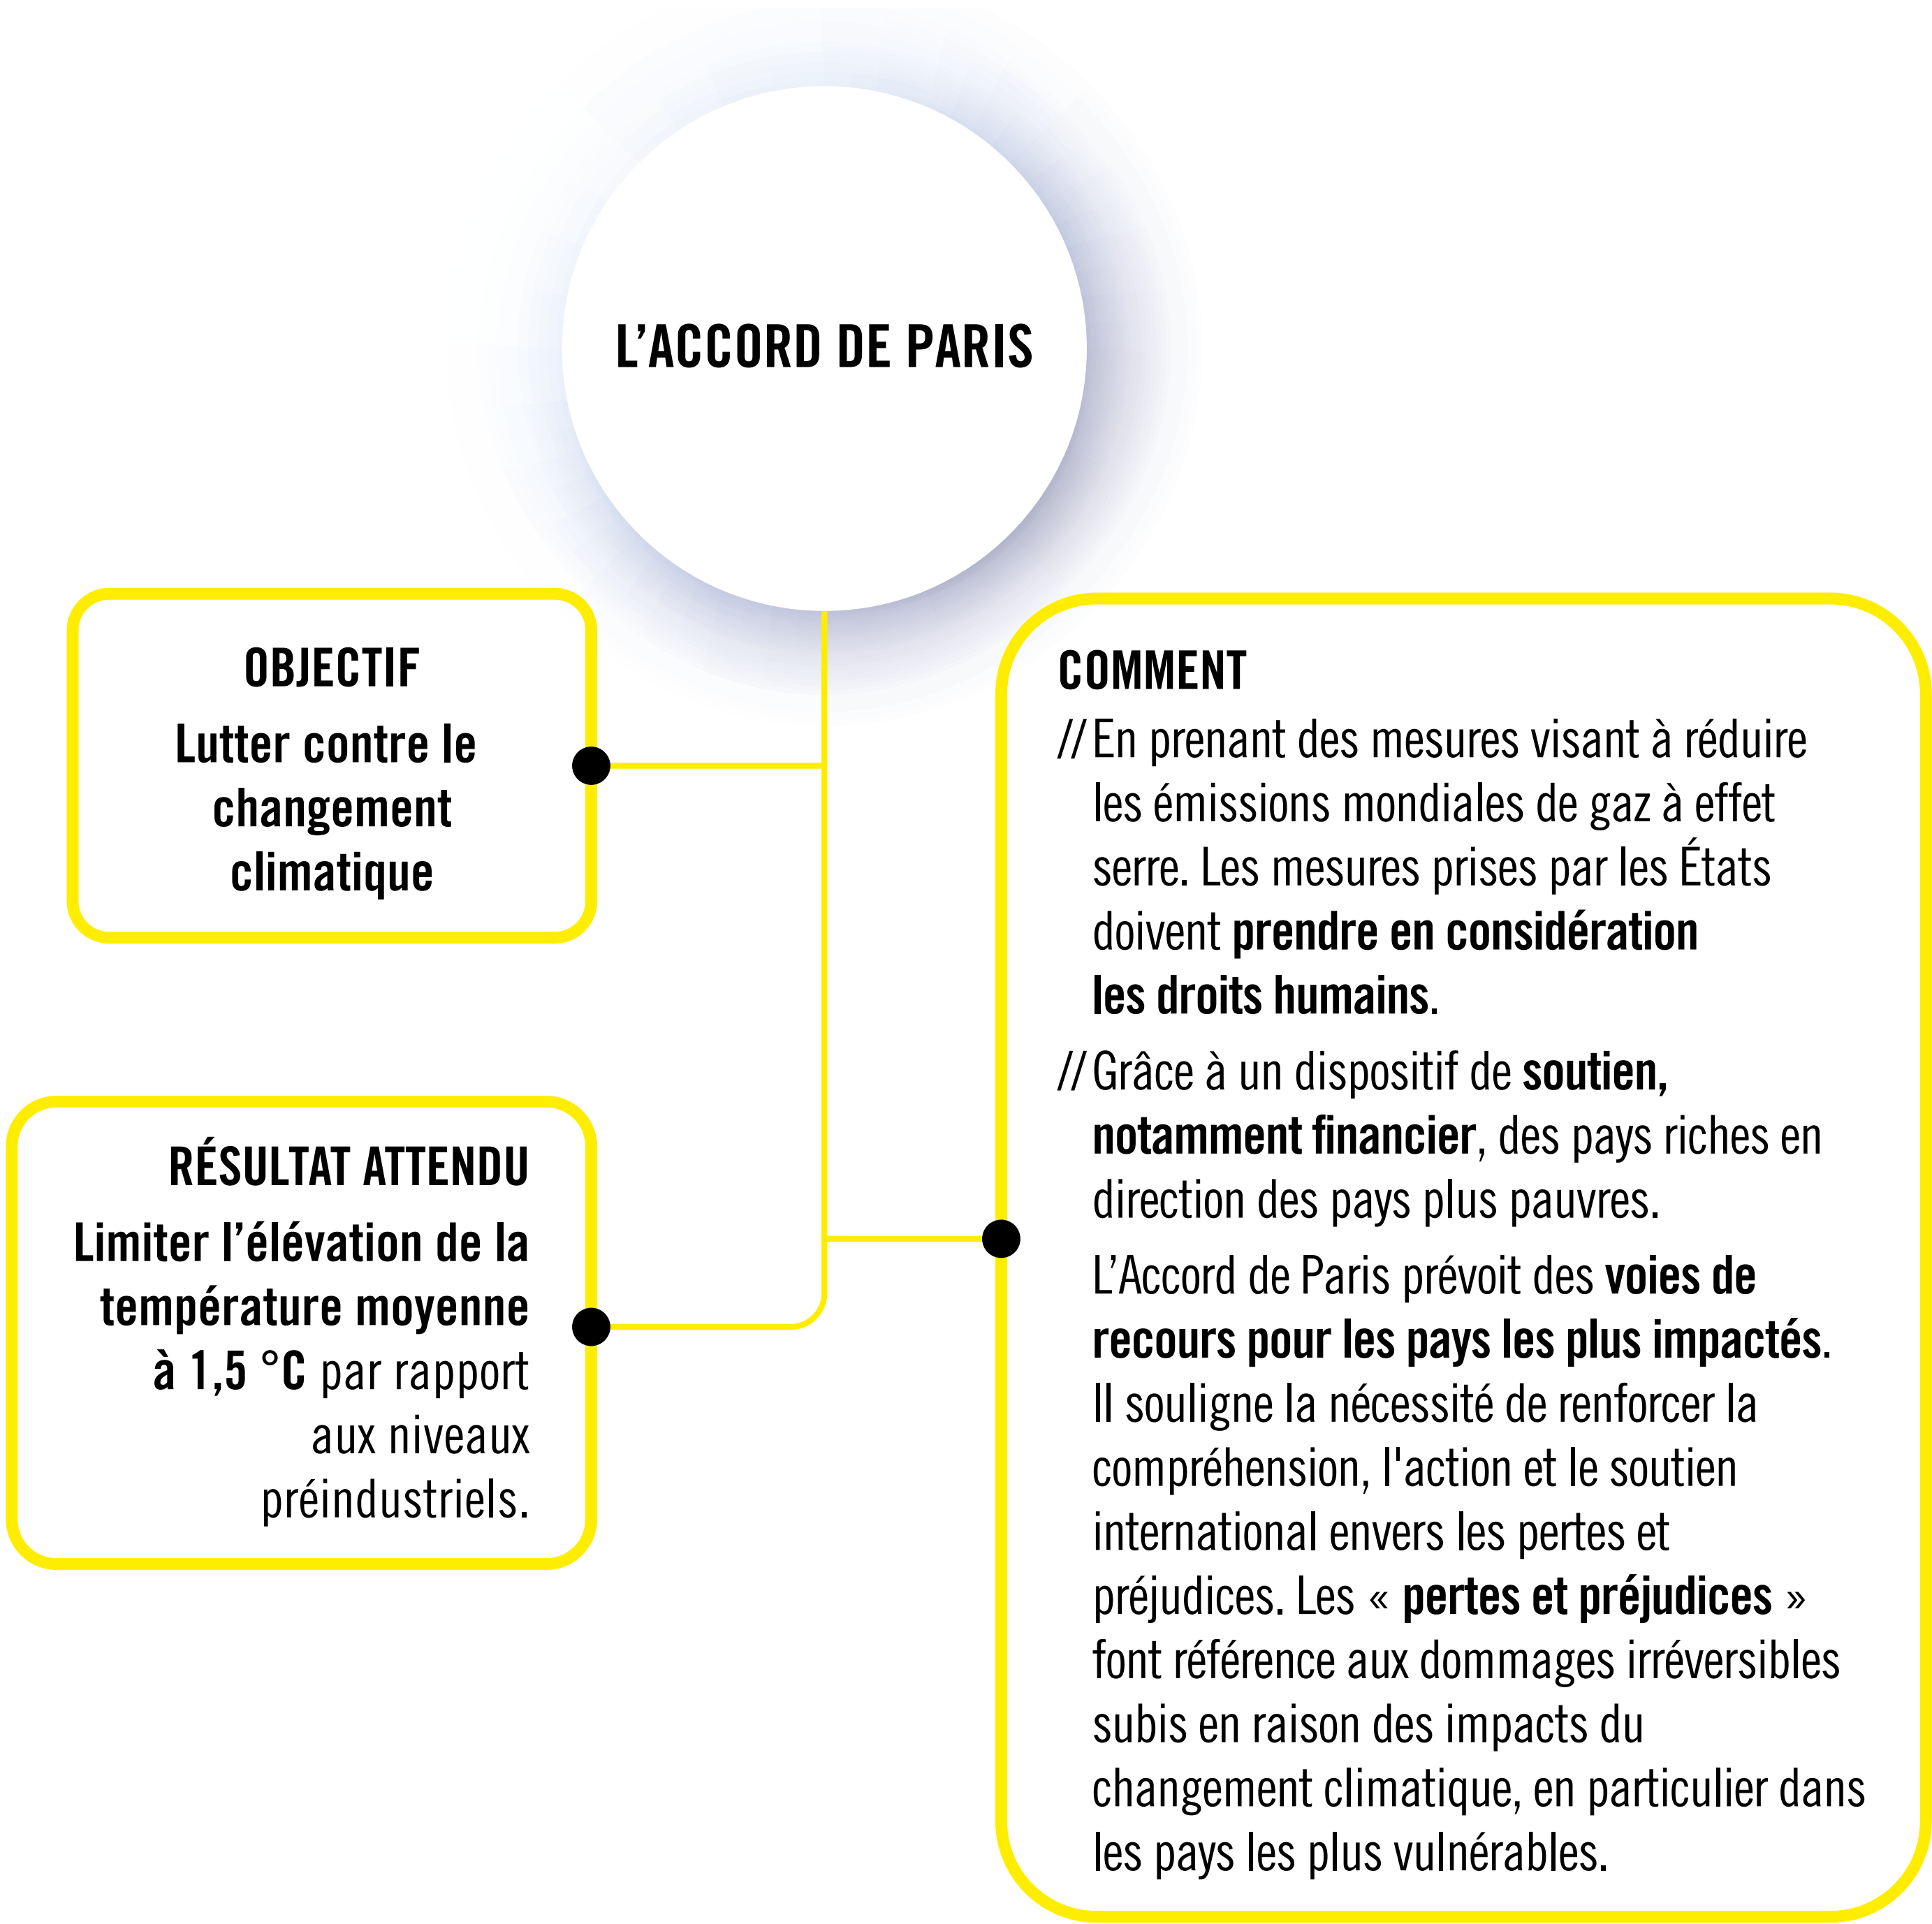 L’ACCORD DE PARIS
OBJECTIF
Lutter contre le
changement
climatique
RÉSULTAT ATTENDU
Limiter l’élévation de la
température moyenne
à 1,5 °C par rapport
aux niveaux
préindustriels.
COMMENT
// En prenant des mesures visant à réduire
les émissions mondiales de gaz à effet
serre. Les mesures prises par les États
doivent prendre en considération
les droits humains.
// Grâce à un dispositif de soutien,
notamment financier, des pays riches en
direction des pays plus pauvres.
L’Accord de Paris prévoit des voies de
recours pour les pays les plus impactés.
Il souligne la nécessité de renforcer la
compréhension, l'action et le soutien
international envers les pertes et
préjudices. Les « pertes et préjudices »
font référence aux dommages irréversibles
subis en raison des impacts du
changement climatique, en particulier dans
les pays les plus vulnérables.